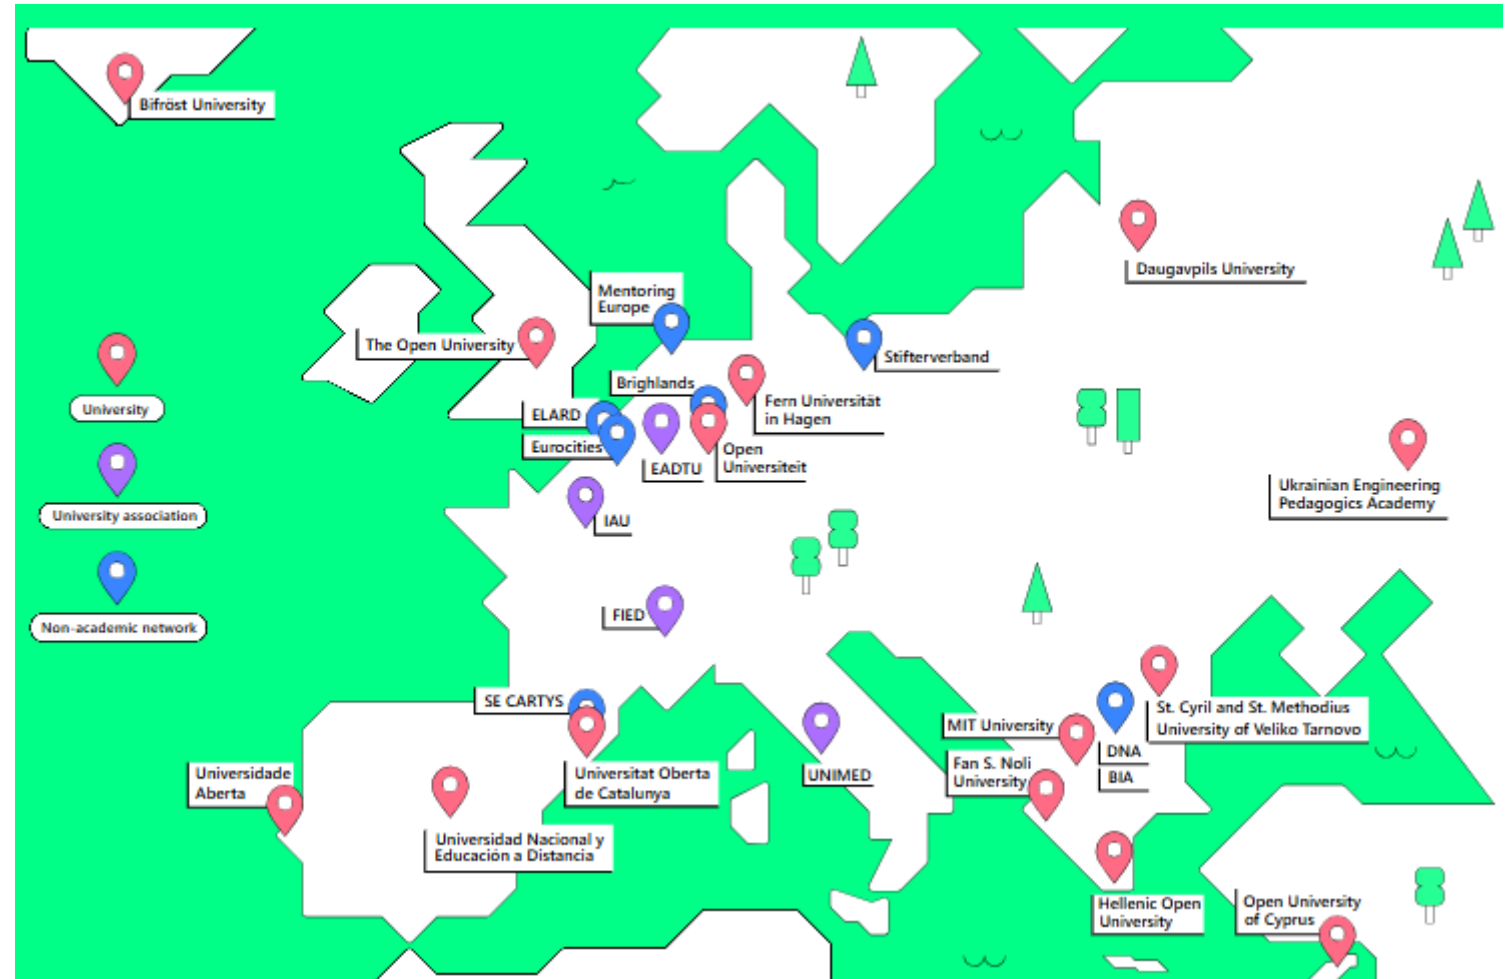 Bifröst University
Daugavpils University
Mentoring
Europe
The Open University
Stifterverband
Brighlands
Fern Universität
in Hagen
ELARD
Eurocities
EADTU
Open
Universiteit
University
University association
Non-academic network
IAU
Ukrainian Engineering
Pedagogics Academy
FIED
SE CARTYS
Universitat Oberta
de Catalunya
UNIMED
MIT University
Fan S. Noli
University
DNA
BIA
St. Cyril and St. Methodius
University of Veliko Tarnovo
Universidade
Aberta
Universidad Nacional y
Educación a Distancia
Hellenic Open
University
Open University
of Cyprus